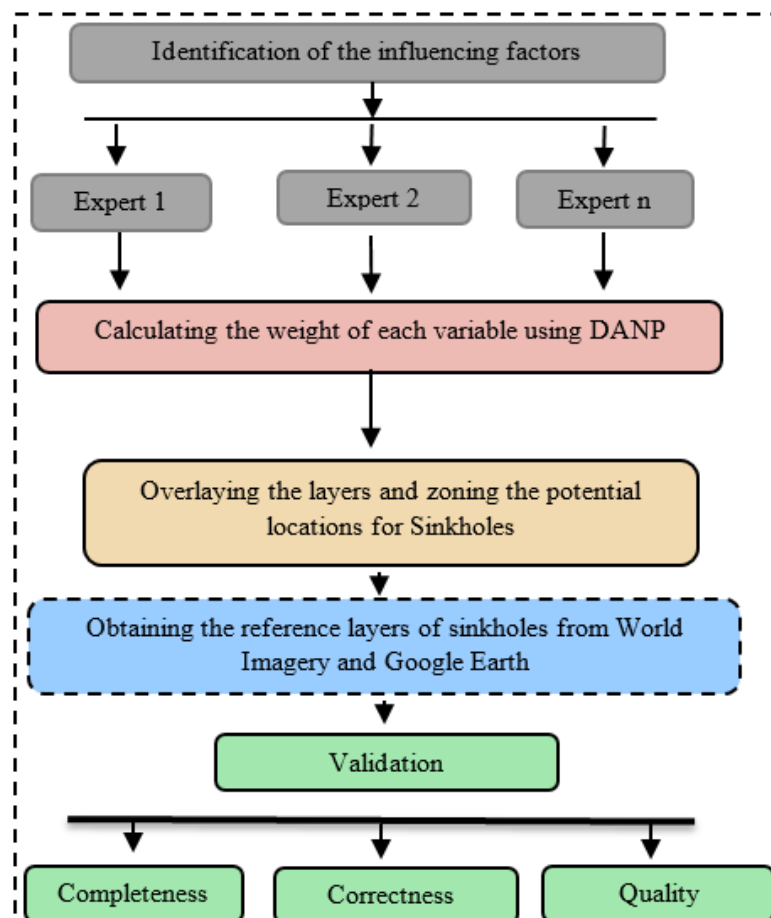 Identification of the influencing factors
Expert 1
Expert 2
Expert n
Calculating the weight of each variable using DANP
Overlaying the layers and zoning the potential
locations for Sinkholes
Obtaining the reference layers of sinkholes from World
Imagery and Google Earth
Validation
Completeness
Correctness
Quality